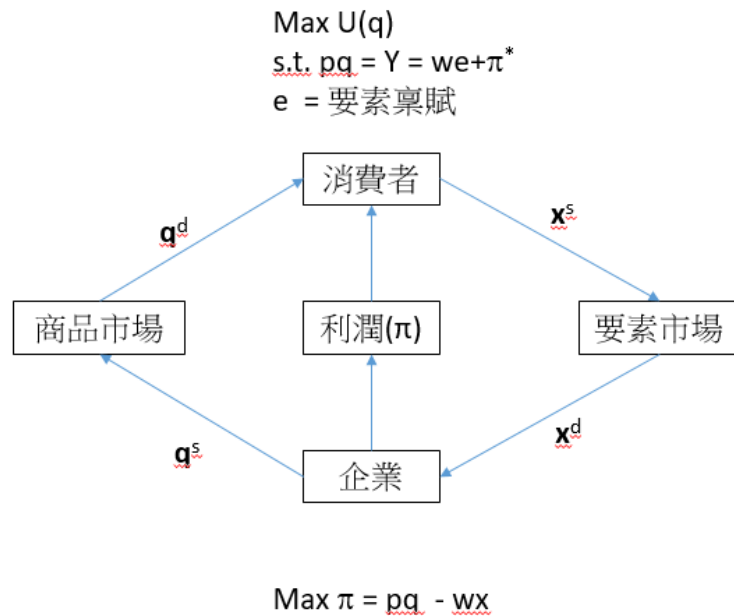 Max U(q)
s.t. pq = Y = we+π*
e = 要素稟賦
消費者
qᵈ
xˢ
商品市場
利潤(π)
要素市場
qˢ
xᵈ
企業
Max π = pq - wx